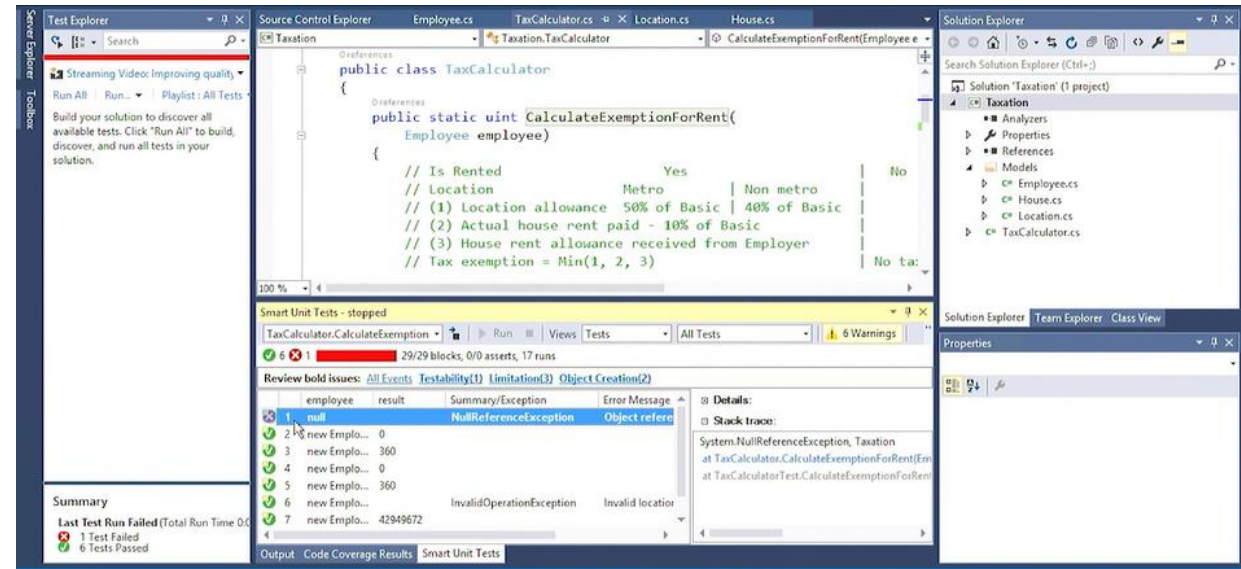 Server Explorer
Toolbox
Test Explorer
Search
Streaming Video: Improving quality
Run All Run... Playlist : All Tests
Build your solution to discover all
available tests. Click "Run All" to build,
discover, and run all tests in your
solution.
Summary
Last Test Run Failed (Total Run Time 0:0
1 Test Failed
6 Tests Passed
Source Control Explorer Employee.cs TaxCalculator.cs Location.cs House.cs
Taxation Taxation.TaxCalculator CalculateExemptionForRent(Employee e
0 references
public class TaxCalculator
{
0 references
public static uint CalculateExemptionForRent(
Employee employee)
{
// Is Rented Yes | No
// Location Metro | Non metro |
// (1) Location allowance 50% of Basic | 40% of Basic |
// (2) Actual house rent paid - 10% of Basic |
// (3) House rent allowance received from Employer |
// Tax exemption = Min(1, 2, 3) | No ta
100 %
Smart Unit Tests - stopped
TaxCalculator.CalculateExemption Run Views Tests All Tests 6 Warnings
6 1 29/29 blocks, 0/0 asserts, 17 runs
Review bold issues: All Events Testability(1) Limitation(3) Object Creation(2)
employee result Summary/Exception Error Message
1 null NullReferenceException Object refere
2 new Emplo... 0
3 new Emplo... 360
4 new Emplo... 0
5 new Emplo... 360
6 new Emplo... InvalidOperationException Invalid location
7 new Emplo... 42949672
Details:
Stack trace:
System.NullReferenceException, Taxation
at TaxCalculator.CalculateExemptionForRent(Em
at TaxCalculatorTest.CalculateExemptionForRent
Output Code Coverage Results Smart Unit Tests
Solution Explorer
Search Solution Explorer (Ctrl+;)
Solution 'Taxation' (1 project)
C# Taxation
Analyzers
Properties
References
Models
C# Employee.cs
C# House.cs
C# Location.cs
C# TaxCalculator.cs
Solution Explorer Team Explorer Class View
Properties